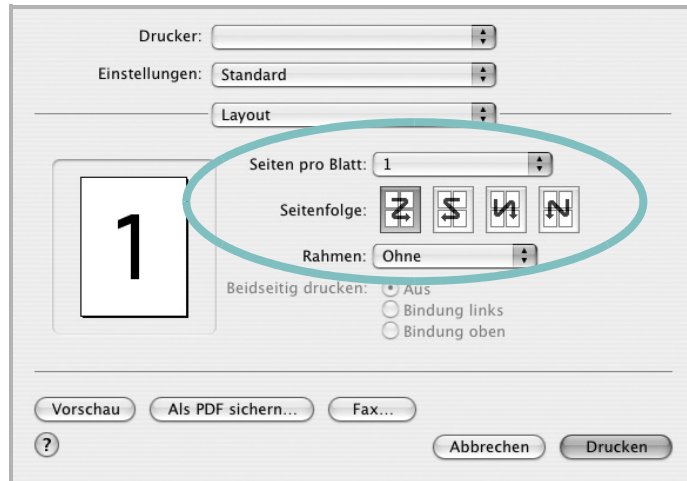 Drucker:
Einstellungen: Standard
Layout
Seiten pro Blatt: 1
Seitenfolge:
Rahmen: Ohne
Beidseitig drucken: Aus
Bindung links
Bindung oben
1
Vorschau Als PDF sichern... Fax...
? Abbrechen Drucken